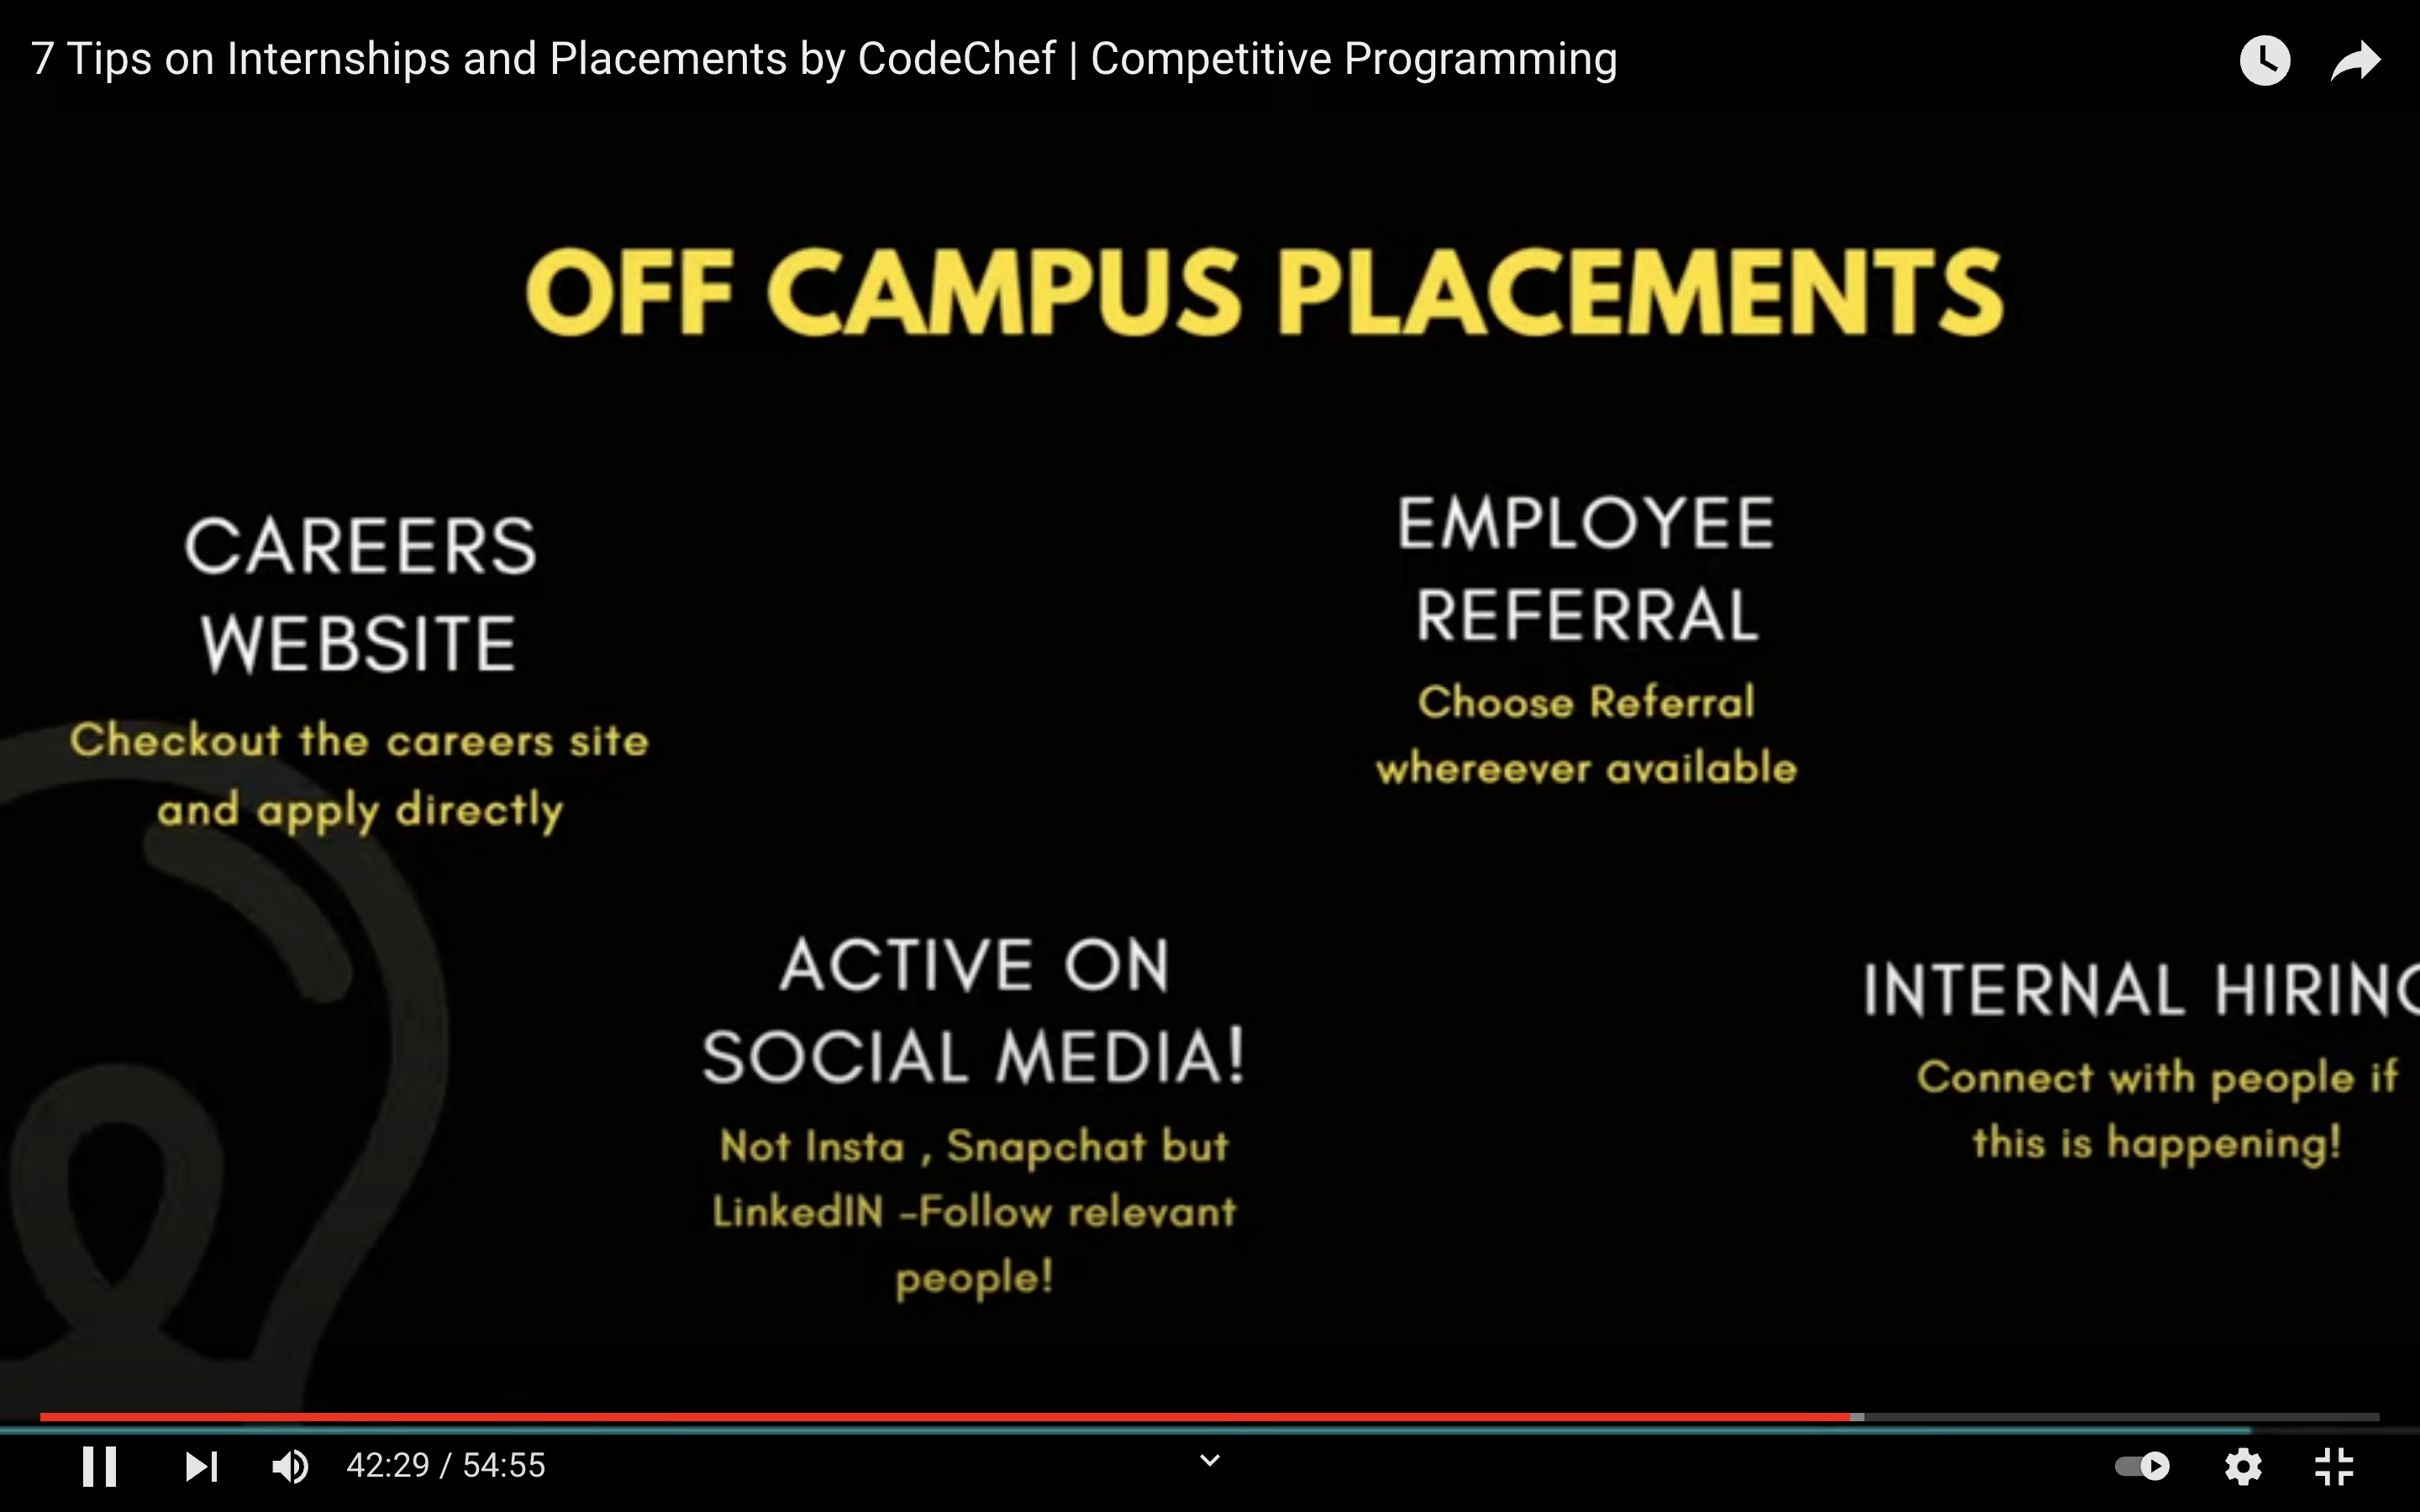 7 Tips on Internships and Placements by CodeChef | Competitive Programming
OFF CAMPUS PLACEMENTS
CAREERS
WEBSITE
Checkout the careers site
and apply directly
EMPLOYEE
REFERRAL
Choose Referral
whereever available
ACTIVE ON
SOCIAL MEDIA!
Not Insta , Snapchat but
LinkedIN -Follow relevant
people!
INTERNAL HIRING
Connect with people if
this is happening!
42:29 / 54:55